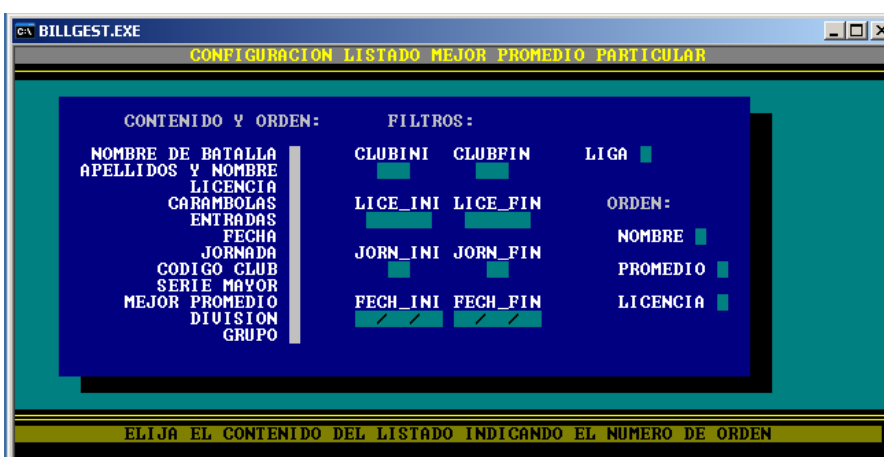 C:\ BILLGEST.EXE
CONFIGURACION LISTADO MEJOR PROMEDIO PARTICULAR
CONTENIDO Y ORDEN: FILTROS:
NOMBRE DE BATALLA CLUBINI CLUBFIN LIGA
APELLIDOS Y NOMBRE
LICENCIA
CARAMBOLAS LICE_INI LICE_FIN ORDEN:
ENTRADAS
FECHA NOMBRE
JORNADA JORN_INI JORN_FIN
CODIGO CLUB PROMEDIO
SERIE MAYOR
MEJOR PROMEDIO FECH_INI FECH_FIN LICENCIA
DIVISION / / / /
GRUPO
ELIJA EL CONTENIDO DEL LISTADO INDICANDO EL NUMERO DE ORDEN